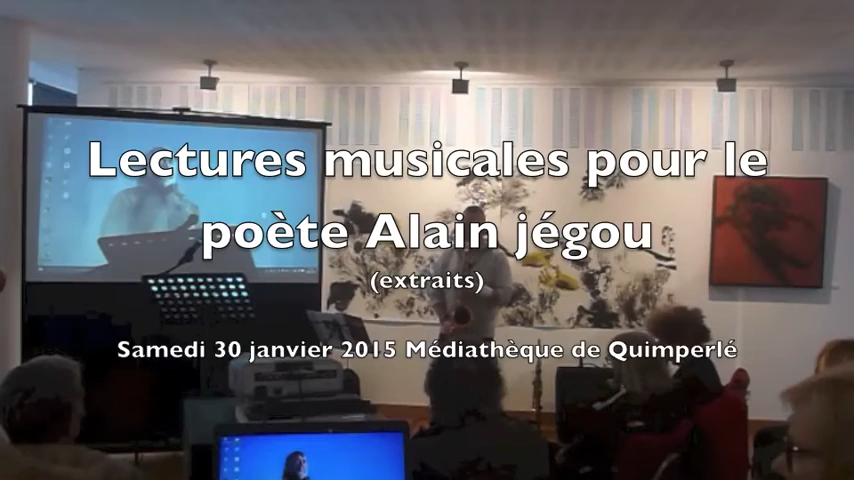 Lectures musicales pour le
poète Alain jégou
(extraits)
Samedi 30 janvier 2015 Médiathèque de Quimperlé